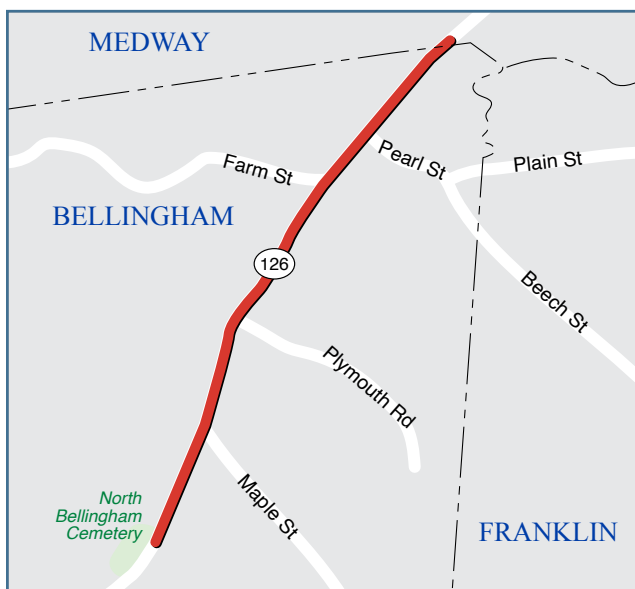 MEDWAY
Farm St
Pearl St
Plain St
BELLINGHAM
126
Beech St
Plymouth Rd
Maple St
North
Bellingham
Cemetery
FRANKLIN